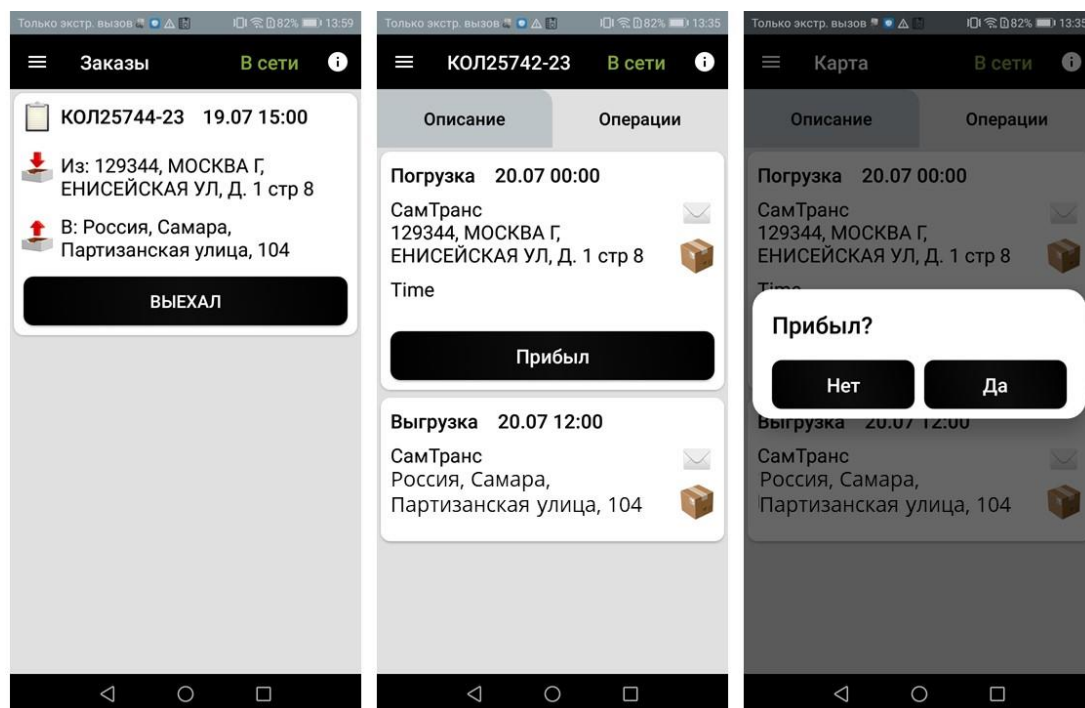 Только экстр. вызов 82% 13:59
Заказы В сети
КОЛ25744-23 19.07 15:00
Из: 129344, МОСКВА Г,
ЕНИСЕЙСКАЯ УЛ, Д. 1 стр 8
В: Россия, Самара,
Партизанская улица, 104
ВЫЕХАЛ
Только экстр. вызов 82% 13:35
КОЛ25742-23 В сети
Описание Операции
Погрузка 20.07 00:00
СамТранс
129344, МОСКВА Г,
ЕНИСЕЙСКАЯ УЛ, Д. 1 стр 8
Time
Прибыл
Выгрузка 20.07 12:00
СамТранс
Россия, Самара,
Партизанская улица, 104
Только экстр. вызов 82% 13:35
Карта В сети
Описание Операции
Погрузка 20.07 00:00
СамТранс
129344, МОСКВА Г,
ЕНИСЕЙСКАЯ УЛ, Д. 1 стр 8
Time
Прибыл?
Нет Да
Выгрузка 20.07 12:00
СамТранс
Россия, Самара,
Партизанская улица, 104